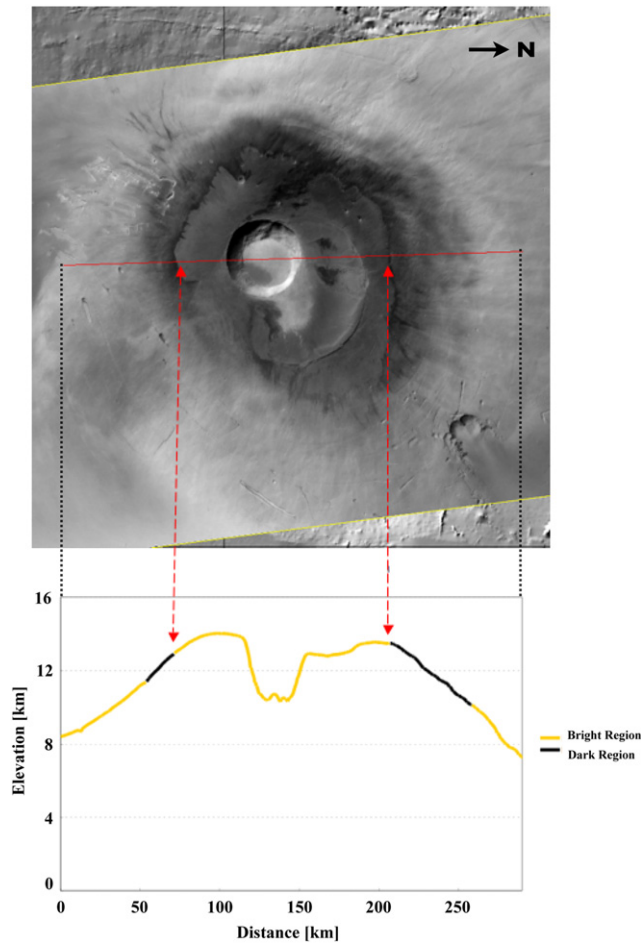 N
16
12
8
4
0
Elevation [km]
Bright Region
Dark Region
0 50 100 150 200 250
Distance [km]